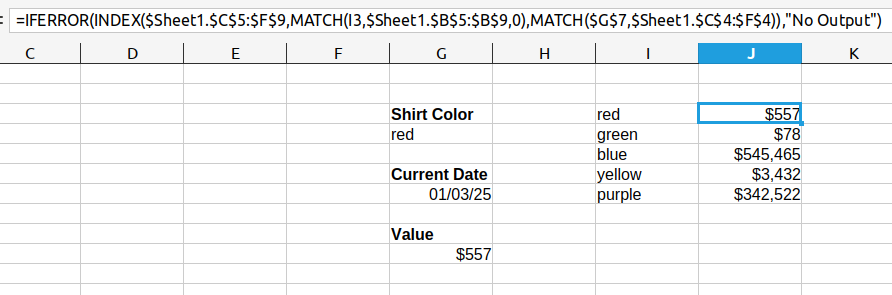 =IFERROR(INDEX($Sheet1.$C$5:$F$9,MATCH(I3,$Sheet1.$B$5:$B$9,0),MATCH($G$7,$Sheet1.$C$4:$F$4)),"No Output")
C D E F G H I J K
Shirt Color red $557
red green $78
blue $545,465
Current Date yellow $3,432
01/03/25 purple $342,522
Value
$557